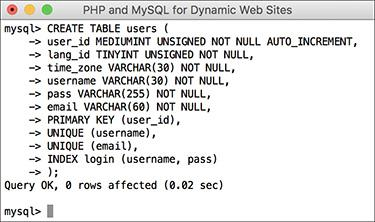 PHP and MySQL for Dynamic Web Sites
mysql> CREATE TABLE users (
    -> user_id MEDIUMINT UNSIGNED NOT NULL AUTO_INCREMENT,
    -> lang_id TINYINT UNSIGNED NOT NULL,
    -> time_zone VARCHAR(30) NOT NULL,
    -> username VARCHAR(30) NOT NULL,
    -> pass VARCHAR(255) NOT NULL,
    -> email VARCHAR(60) NOT NULL,
    -> PRIMARY KEY (user_id),
    -> UNIQUE (username),
    -> UNIQUE (email),
    -> INDEX login (username, pass)
    -> );
Query OK, 0 rows affected (0.02 sec)
mysql>